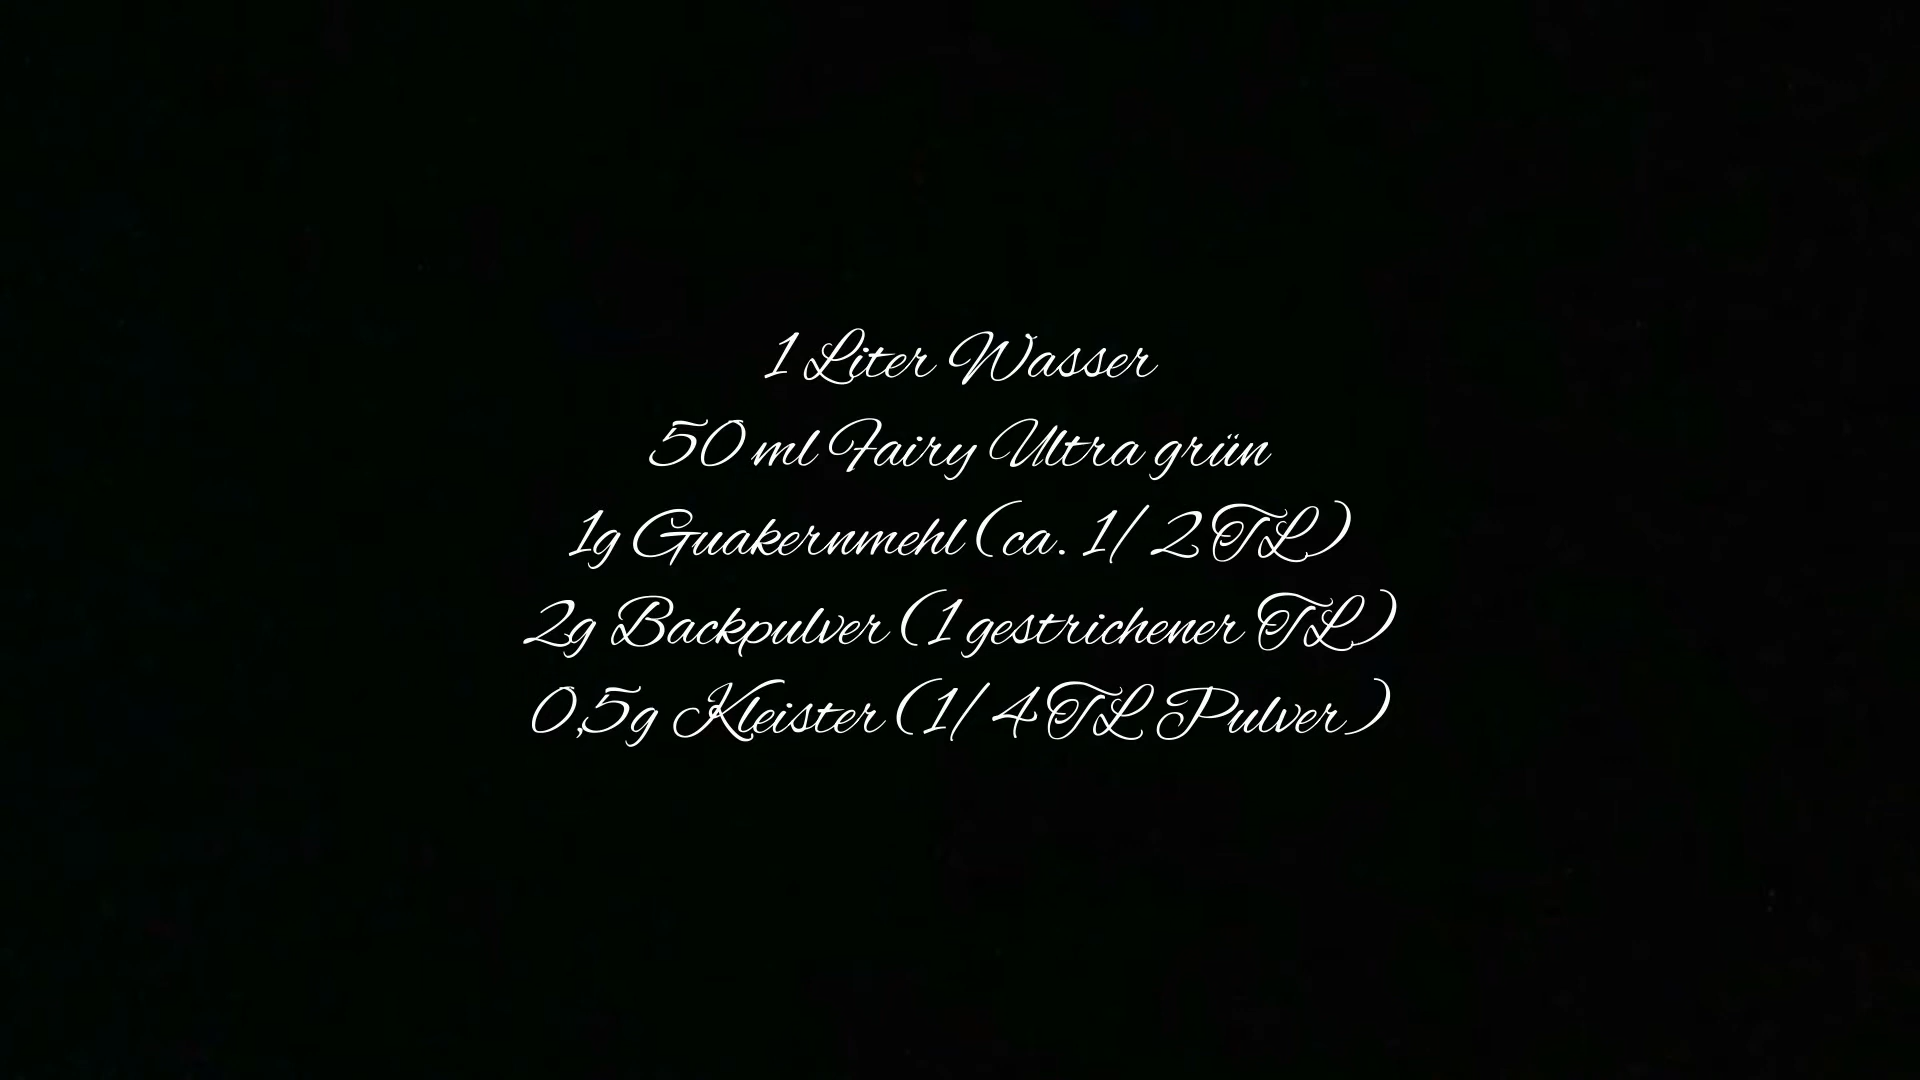 1 Liter Wasser
50 ml Fairy Ultra grün
1g Guakernmehl (ca. 1/2 TL)
2g Backpulver (1 gestrichener TL)
0,5g Kleister (1/4 TL Pulver)